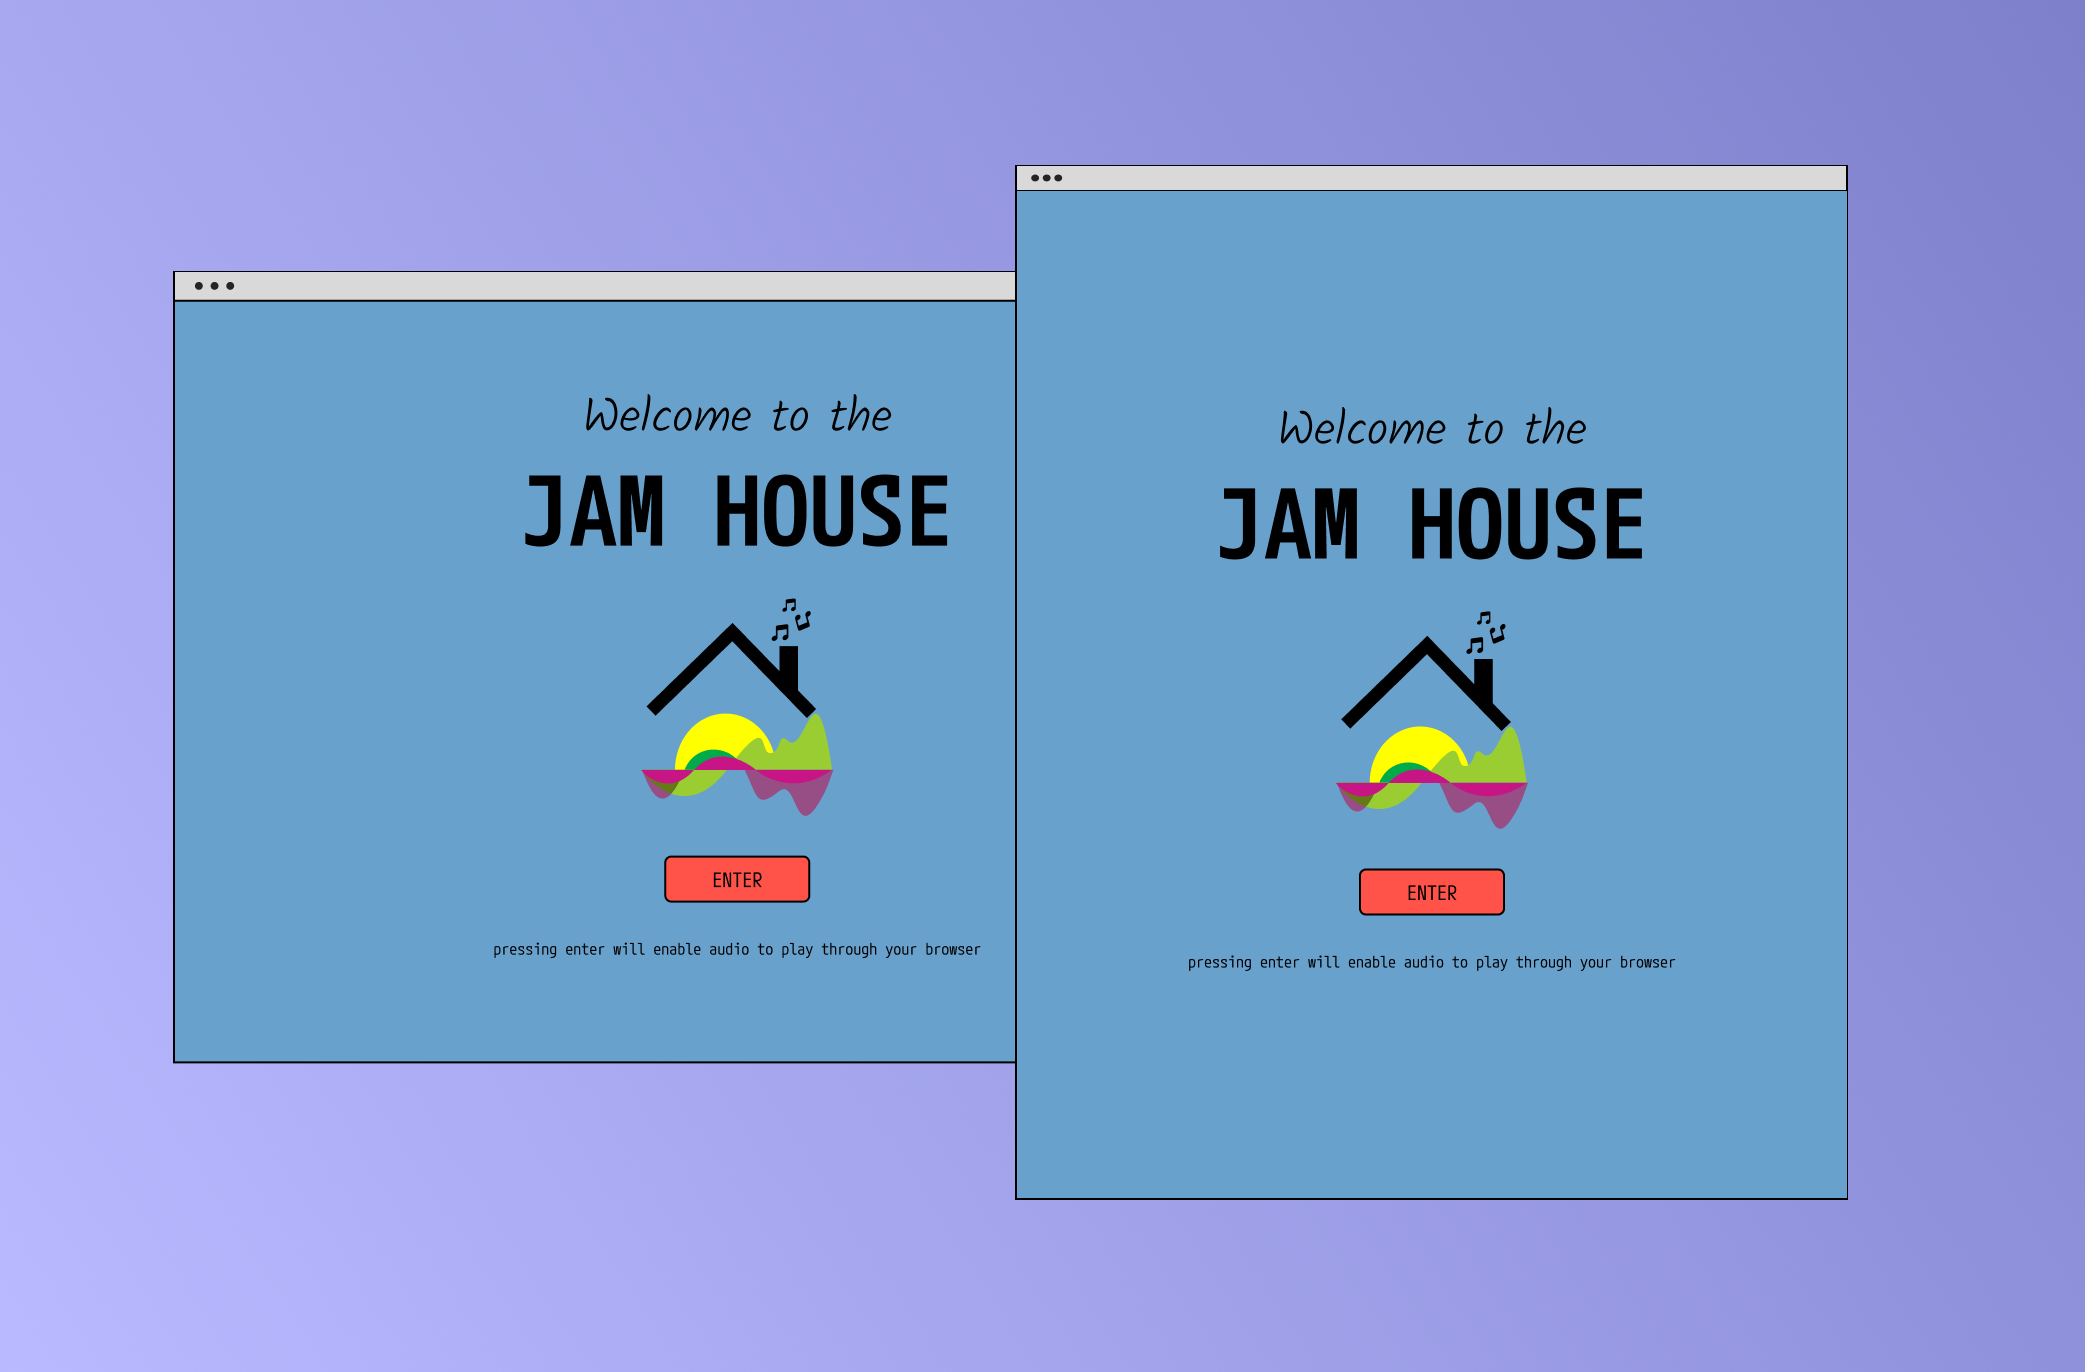 Welcome to the
JAM HOUSE
ENTER
pressing enter will enable audio to play through your browser
Welcome to the
JAM HOUSE
ENTER
pressing enter will enable audio to play through your browser